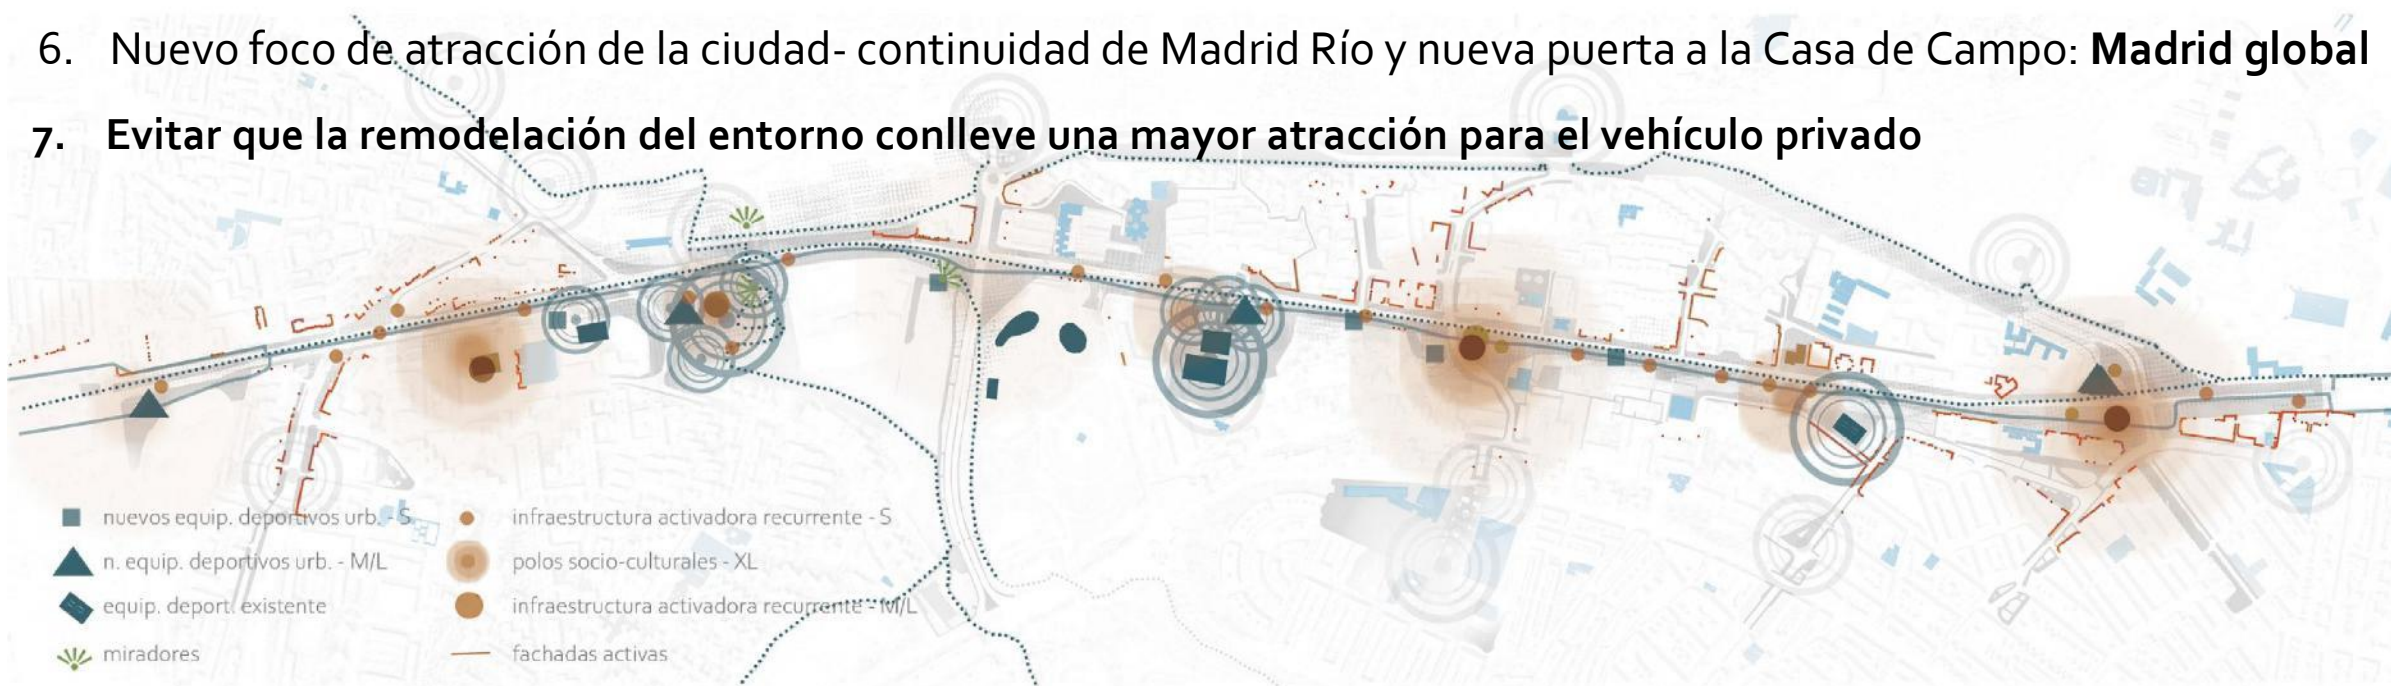 6. Nuevo foco de atracción de la ciudad- continuidad de Madrid Río y nueva puerta a la Casa de Campo: Madrid global
7. Evitar que la remodelación del entorno conlleve una mayor atracción para el vehículo privado
nuevos equip. deportivos urb. - S
n. equip. deportivos urb. - M/L
equip. deport. existente
miradores
infraestructura activadora recurrente - S
polos socio-culturales - XL
infraestructura activadora recurrente - M/L
fachadas activas